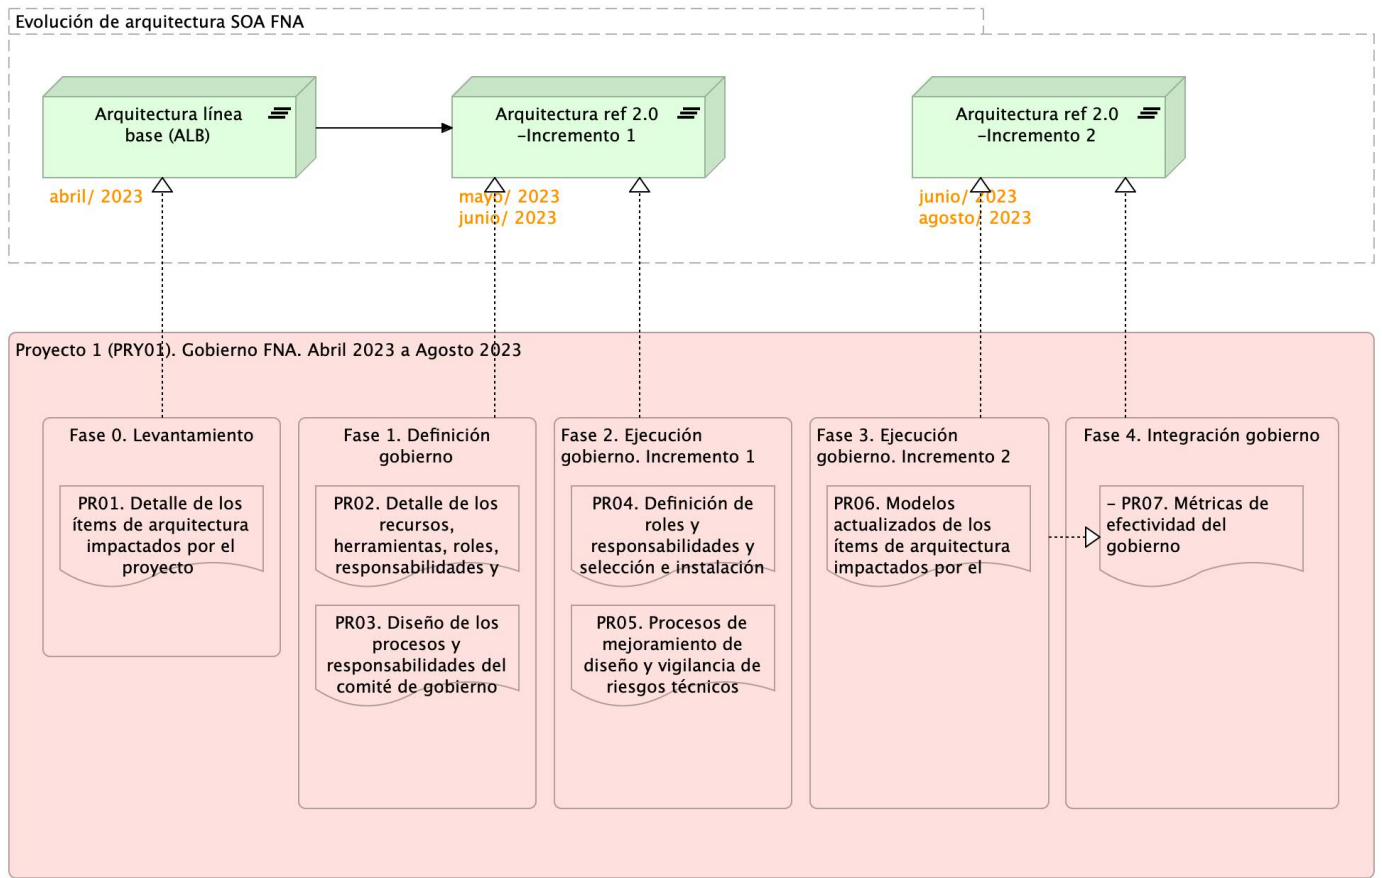 Evolución de arquitectura SOA FNA
Arquitectura línea
base (ALB)
abril/ 2023
Arquitectura ref 2.0
-Incremento 1
mayo/ 2023
junio/ 2023
Arquitectura ref 2.0
-Incremento 2
junio/ 2023
agosto/ 2023
Proyecto 1 (PRY01). Gobierno FNA. Abril 2023 a Agosto 2023
Fase 0. Levantamiento
PR01. Detalle de los
ítems de arquitectura
impactados por el
proyecto
Fase 1. Definición
gobierno
PR02. Detalle de los
recursos,
herramientas, roles,
responsabilidades y
PR03. Diseño de los
procesos y
responsabilidades del
comité de gobierno
Fase 2. Ejecución
gobierno. Incremento 1
PR04. Definición de
roles y
responsabilidades y
selección e instalación
PR05. Procesos de
mejoramiento de
diseño y vigilancia de
riesgos técnicos
Fase 3. Ejecución
gobierno. Incremento 2
PR06. Modelos
actualizados de los
ítems de arquitectura
impactados por el
Fase 4. Integración gobierno
- PR07. Métricas de
efectividad del
gobierno